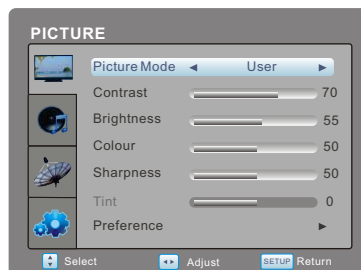 PICTURE
Picture Mode ◄ User ►
Contrast 70
Brightness 55
Colour 50
Sharpness 50
Tint 0
Preference ►
Select Adjust SETUP Return